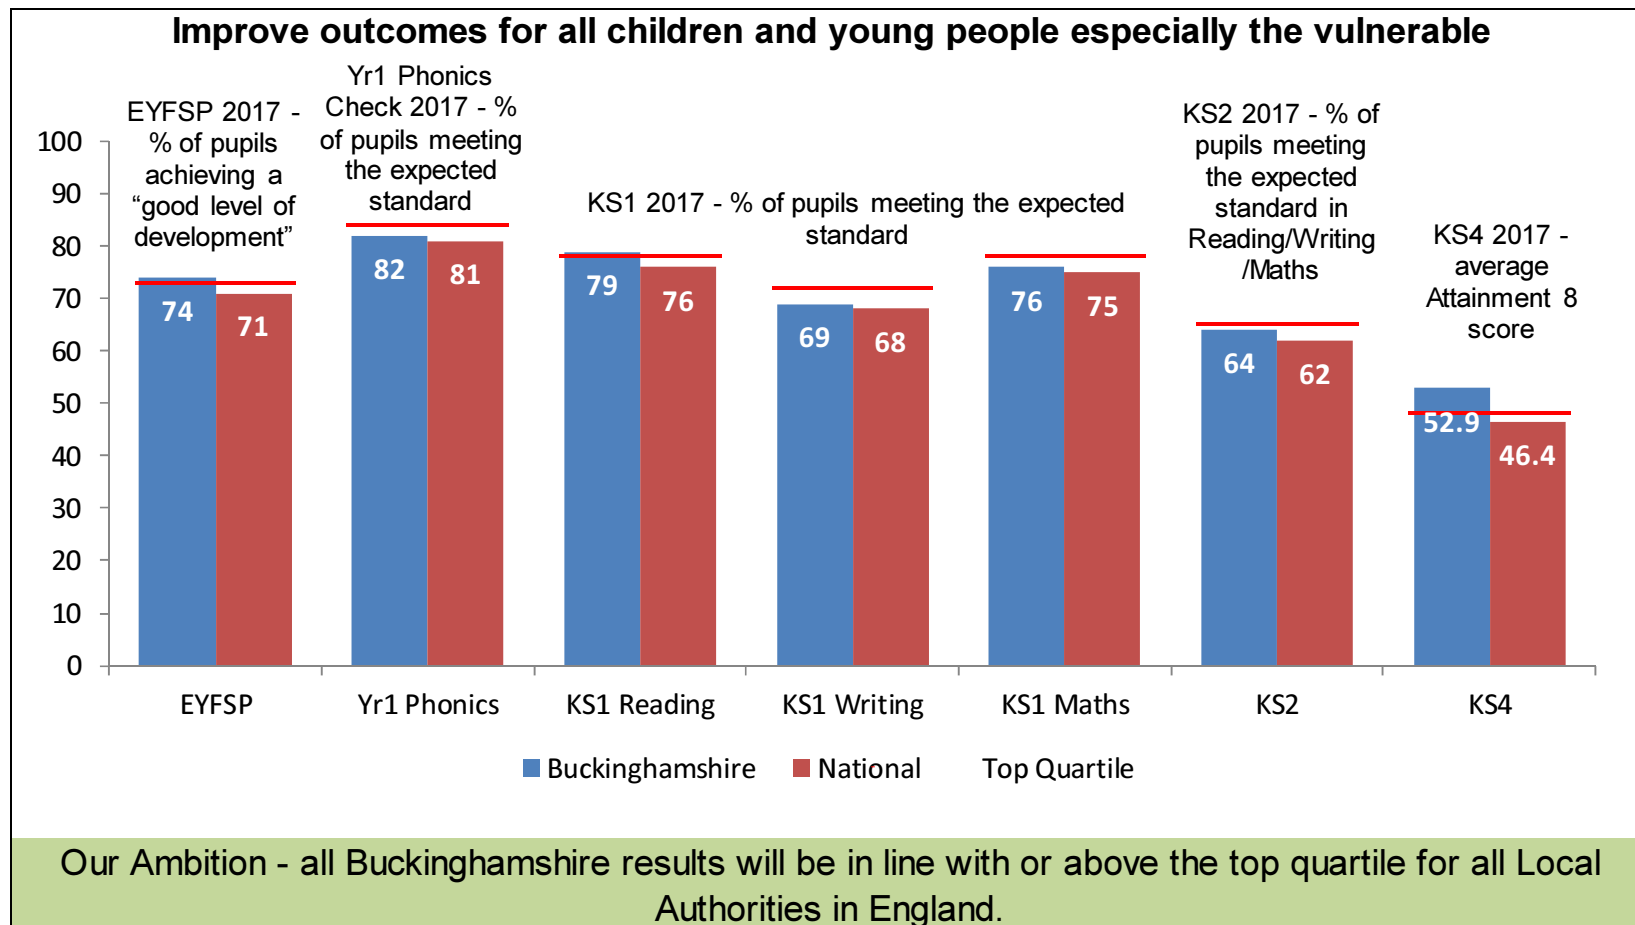 Improve outcomes for all children and young people especially the vulnerable
EYFSP 2017 -
% of pupils
achieving a
“good level of
development”
Yr1 Phonics
Check 2017 - %
of pupils meeting
the expected
standard
KS1 2017 - % of pupils meeting the expected
standard
KS2 2017 - % of
pupils meeting
the expected
standard in
Reading/Writing
/Maths
KS4 2017 -
average
Attainment 8
score
100
90
80
70
60
50
40
30
20
10
0
74
71
82
81
79
76
69
68
76
75
64
62
52.9
46.4
EYFSP
Yr1 Phonics
KS1 Reading
KS1 Writing
KS1 Maths
KS2
KS4
Buckinghamshire
National
Top Quartile
Our Ambition - all Buckinghamshire results will be in line with or above the top quartile for all Local
Authorities in England.